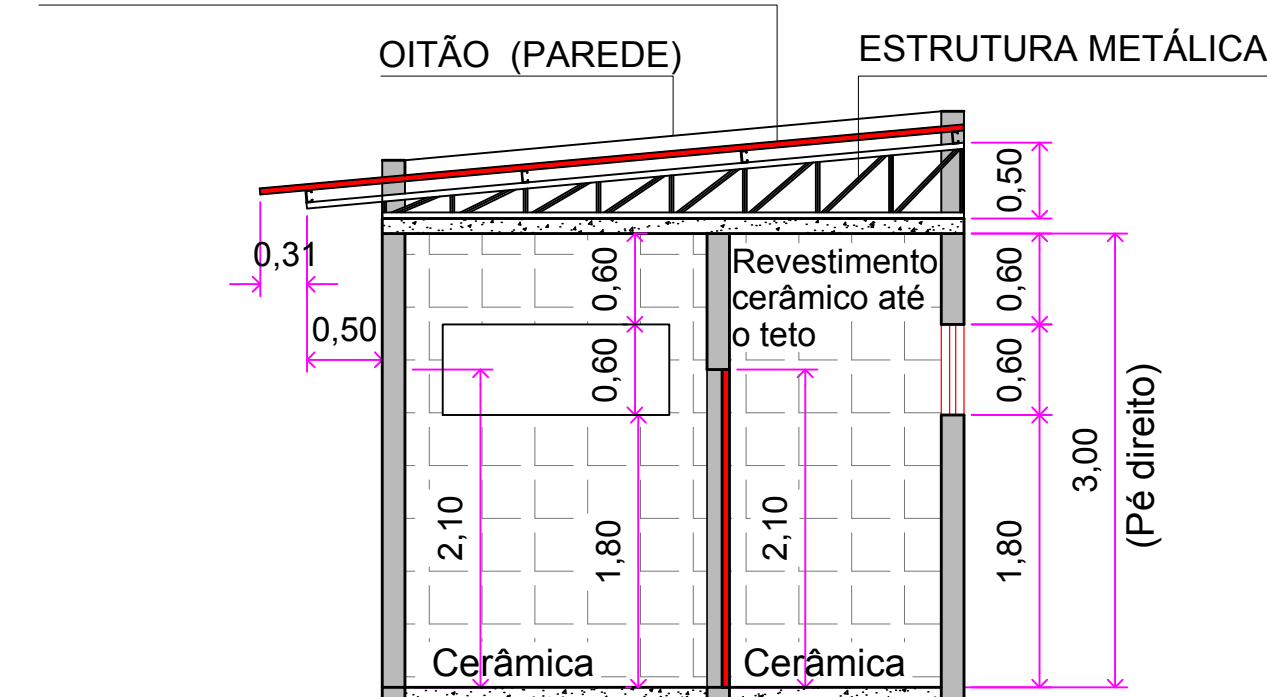 OITÃO (PAREDE)
ESTRUTURA METÁLICA
0,50
0,31
0,50
0,60
0,60
1,80
2,10
Revestimento
cerâmico até
o teto
2,10
0,60
0,60
1,80
3,00
(Pé direito)
Cerâmica
Cerâmica